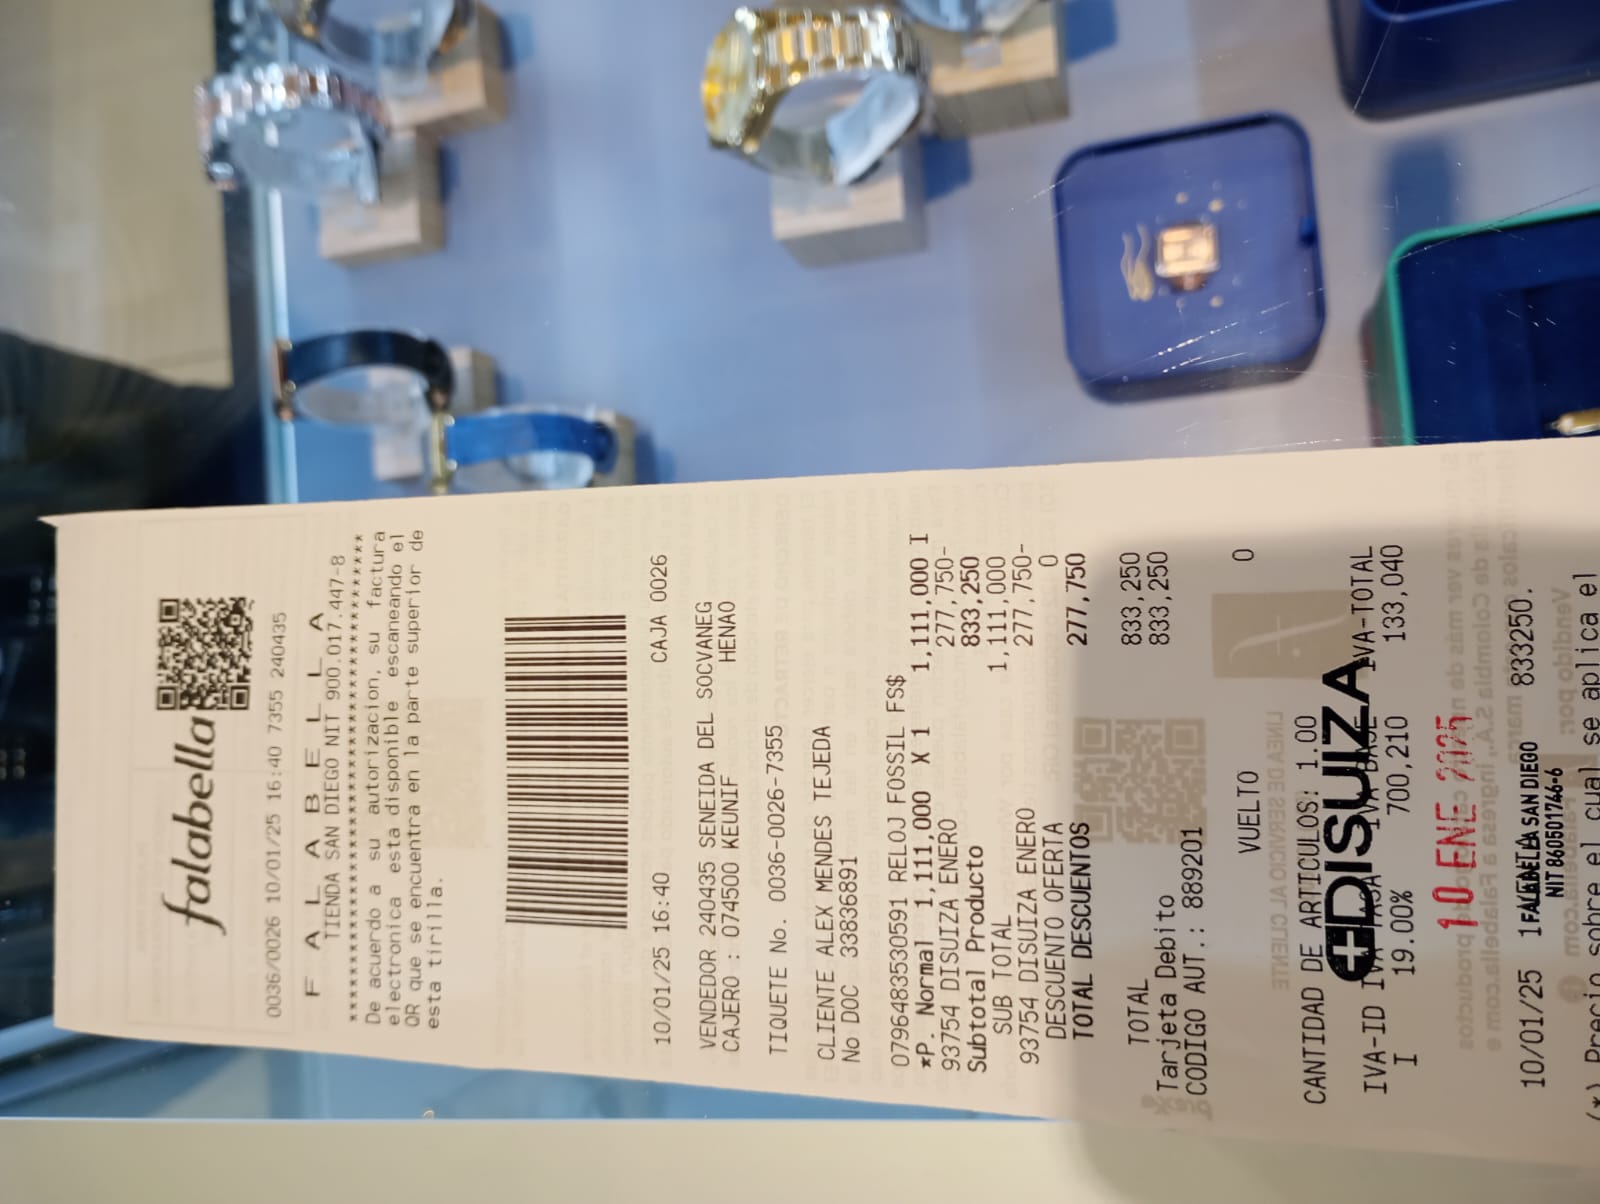 falabella
0036/0026 10/01/25 16:40 7355 240435
F A L A B E L L A
TIENDA SAN DIEGO NIT 900.017.447-8
************************************
De acuerdo a su autorizacion, su factura
electronica esta disponible escaneando el
QR que se encuentra en la parte superior de
esta tirilla.
10/01/25 16:40 CAJA 0026
VENDEDOR 240435 SENEIDA DEL SOCVANEG
CAJERO : 074500 KEUNIF HENAO
TIQUETE No. 0036-0026-7355
CLIENTE ALEX MENDES TEJEDA
No DOC 338336891
0796483530591 RELOJ FOSSIL FS$
*P. Normal 1,111,000 X 1 1,111,000 I
93754 DISUIZA ENERO 277,750-
Subtotal Producto 833,250
SUB TOTAL 1,111,000
93754 DISUIZA ENERO 277,750-
DESCUENTO OFERTA 0
TOTAL DESCUENTOS 277,750
TOTAL 833,250
Tarjeta Debito 833,250
CODIGO AUT.: 889201
VUELTO 0
CANTIDAD DE ARTICULOS: 1.00
DISUIZA
IVA-ID IVA-TASA IVA-BASE IVA-TOTAL
I 19.00% 700,210 133,040
10 ENE 2025
10/01/25 833250.
FALABELLA SAN DIEGO
NIT 860501746-6
(*) Precio sobre el cual se aplica el